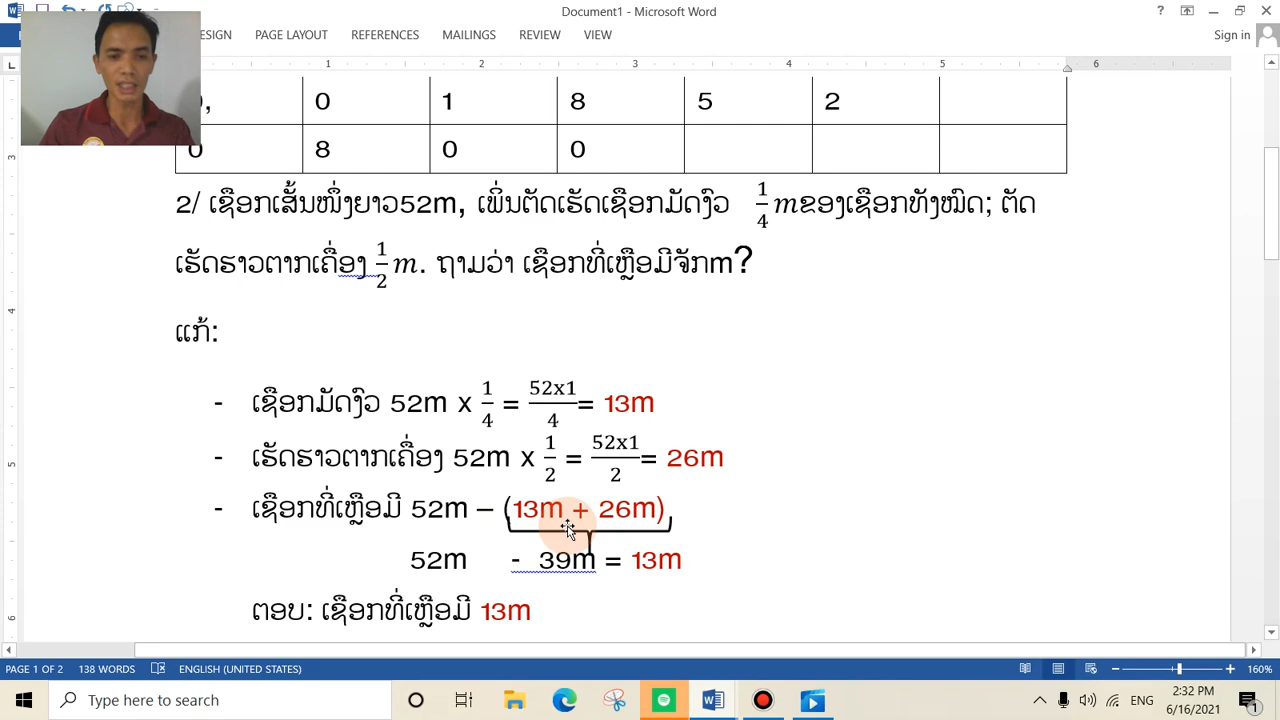 Document1 - Microsoft Word
ESIGN PAGE LAYOUT REFERENCES MAILINGS REVIEW VIEW Sign in
1 2 3 4 5 6
, 0 1 8 5 2
0 8 0 0
2/ ເຊືອກເສັ້ນໜຶ່ງຍາວ52m, ເພິ່ນຕັດເຮັດເຊືອກມັດງົວ 1/4 mຂອງເຊືອກທັງໝົດ; ຕັດ
ເຮັດຮາວຕາກເຄື່ອງ 1/2 m. ຖາມວ່າ ເຊືອກທີ່ເຫຼືອມີຈັກm?
ແກ້:
- ເຊືອກມັດງົວ 52m x 1/4 = 52x1/4 = 13m
- ເຮັດຮາວຕາກເຄື່ອງ 52m x 1/2 = 52x1/2 = 26m
- ເຊືອກທີ່ເຫຼືອມີ 52m – (13m + 26m)
52m - 39m = 13m
ຕອບ: ເຊືອກທີ່ເຫຼືອມີ 13m
PAGE 1 OF 2 138 WORDS ENGLISH (UNITED STATES) 160%
Type here to search
ENG
2:32 PM
6/16/2021